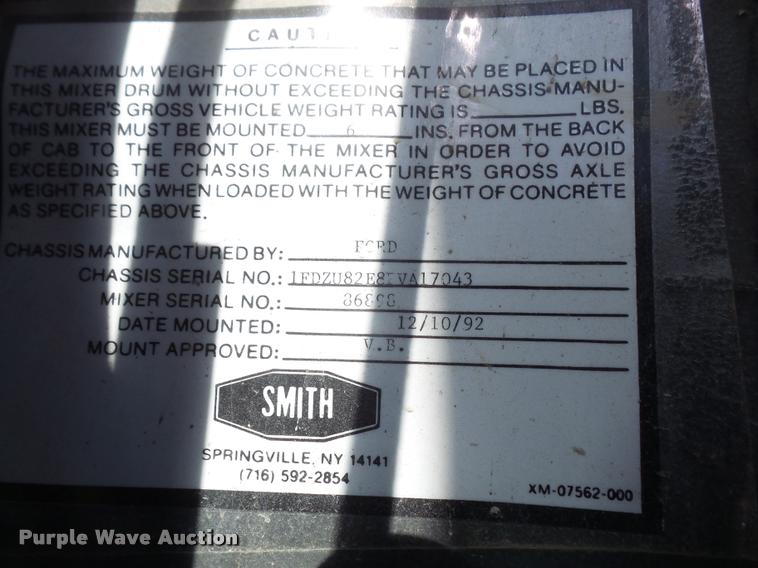 THE MAXIMUM WEIGHT OF CONCRETE THAT MAY BE PLACED IN
THIS MIXER DRUM WITHOUT EXCEEDING THE CHASSIS MANU-
FACTURER'S GROSS VEHICLE WEIGHT RATING IS LBS.
THIS MIXER MUST BE MOUNTED 6 INS. FROM THE BACK
OF CAB TO THE FRONT OF THE MIXER IN ORDER TO AVOID
EXCEEDING THE CHASSIS MANUFACTURER'S GROSS AXLE
WEIGHT RATING WHEN LOADED WITH THE WEIGHT OF CONCRETE
AS SPECIFIED ABOVE.
CHASSIS MANUFACTURED BY: FORD
CHASSIS SERIAL NO.:
MIXER SERIAL NO.:
DATE MOUNTED: 12/10/92
MOUNT APPROVED: V.B.
SMITH
SPRINGVILLE, NY 14141
(716) 592-2854
XM-07562-000
Purple Wave Auction